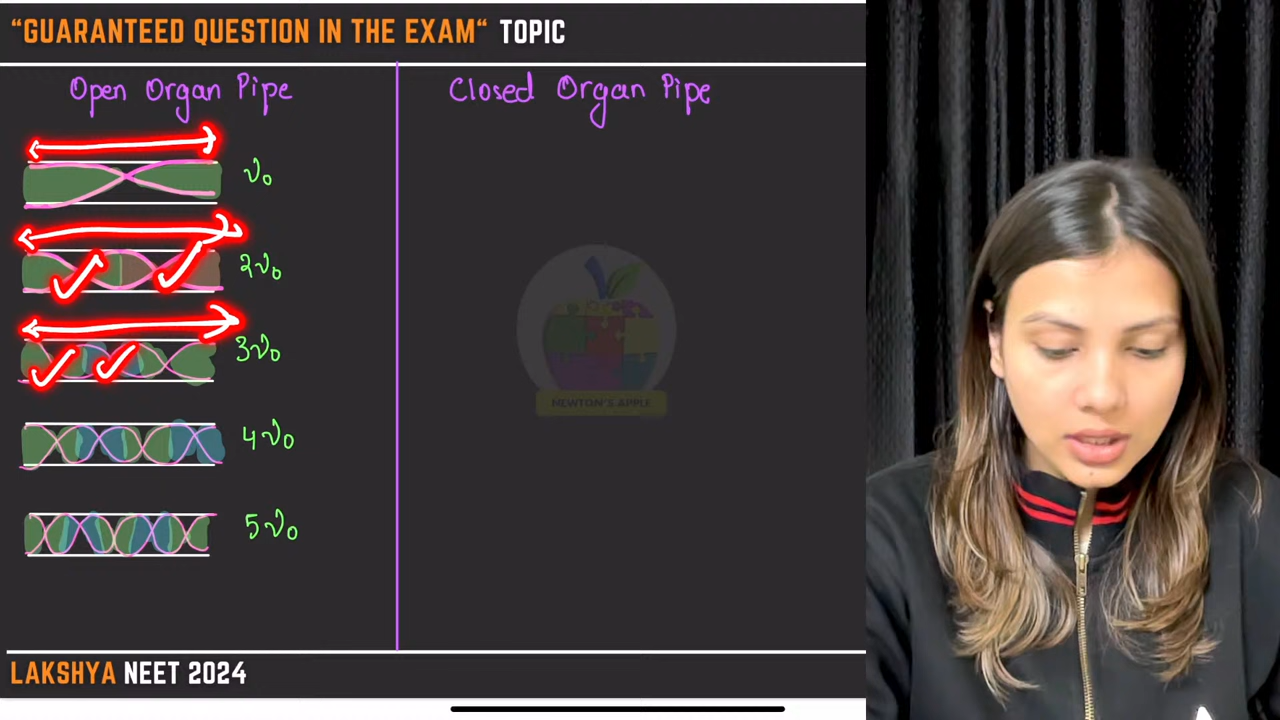 “GUARANTEED QUESTION IN THE EXAM“ TOPIC
Open Organ Pipe
ν₀
2ν₀
3ν₀
4ν₀
5ν₀
Closed Organ Pipe
NEWTON'S APPLE
LAKSHYA NEET 2024